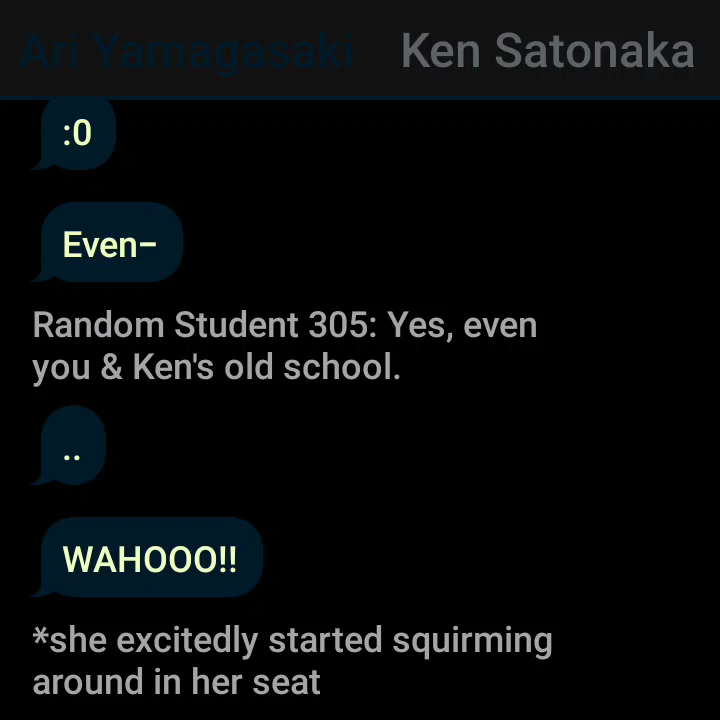 Ari Yamagasaki Ken Satonaka
:0
Even–
Random Student 305: Yes, even
you & Ken's old school.
..
WAHOOO!!
*she excitedly started squirming
around in her seat